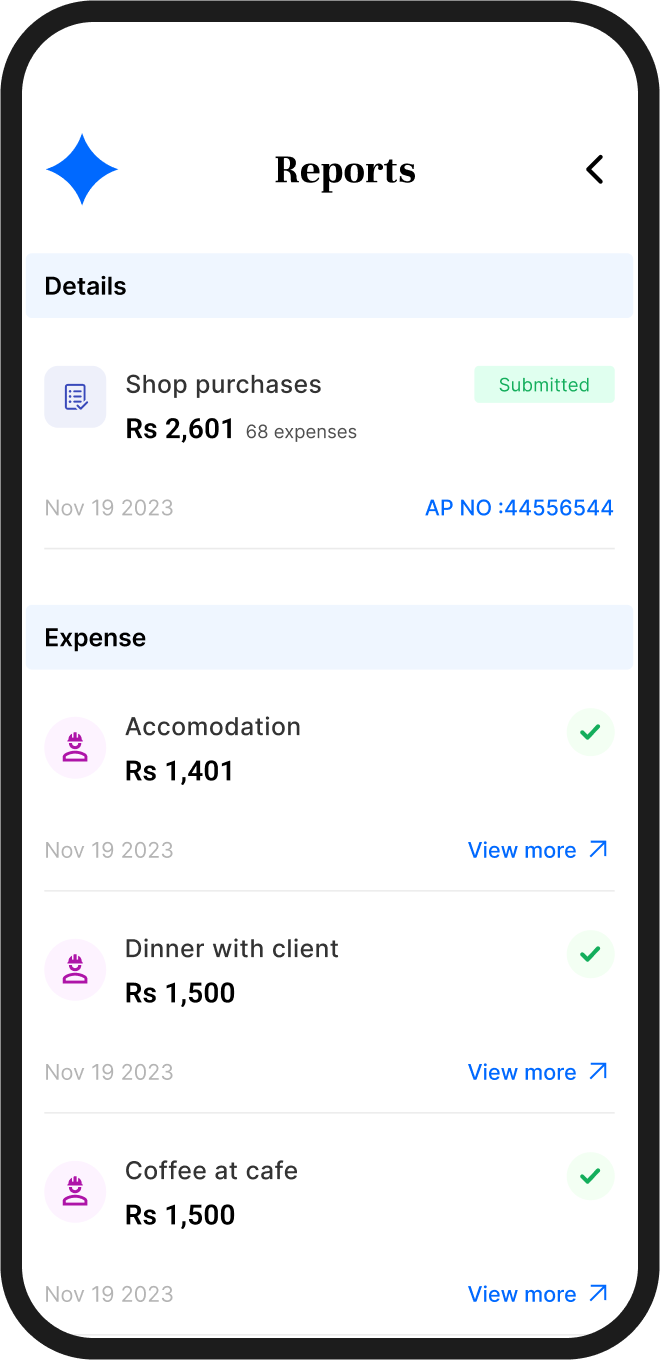 Reports
Details
Shop purchases
Submitted
Rs 2,601 68 expenses
Nov 19 2023
AP NO :44556544
Expense
Accomodation
Rs 1,401
Nov 19 2023
View more
Dinner with client
Rs 1,500
Nov 19 2023
View more
Coffee at cafe
Rs 1,500
Nov 19 2023
View more